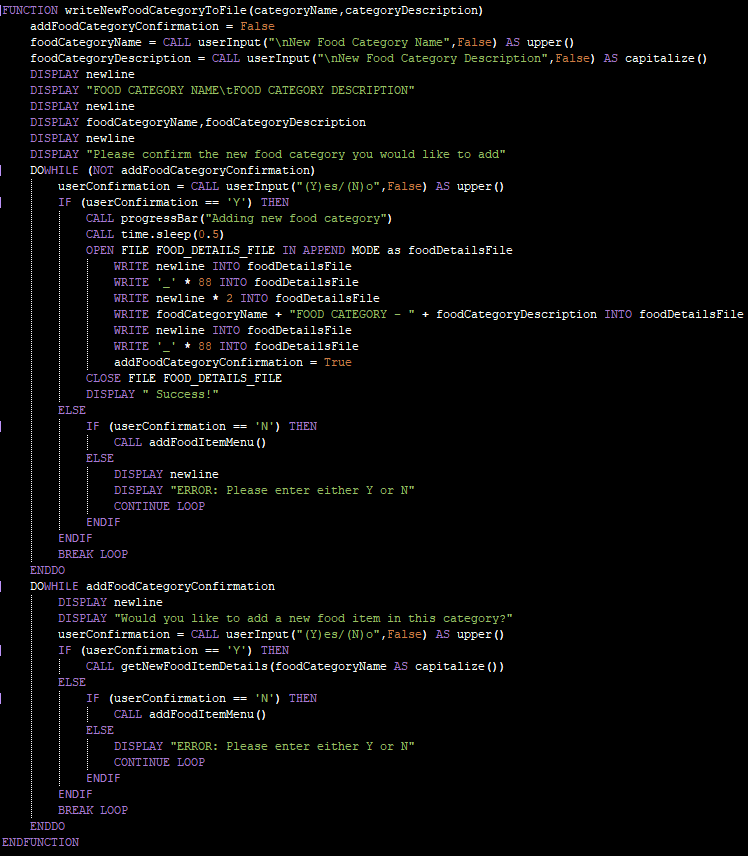 FUNCTION writeNewFoodCategoryToFile(categoryName,categoryDescription)
    addFoodCategoryConfirmation = False
    foodCategoryName = CALL userInput("\nNew Food Category Name",False) AS upper()
    foodCategoryDescription = CALL userInput("\nNew Food Category Description",False) AS capitalize()
    DISPLAY newline
    DISPLAY "FOOD CATEGORY NAME\tFOOD CATEGORY DESCRIPTION"
    DISPLAY newline
    DISPLAY foodCategoryName,foodCategoryDescription
    DISPLAY newline
    DISPLAY "Please confirm the new food category you would like to add"
    DOWHILE (NOT addFoodCategoryConfirmation)
        userConfirmation = CALL userInput("(Y)es/(N)o",False) AS upper()
        IF (userConfirmation == 'Y') THEN
            CALL progressBar("Adding new food category")
            CALL time.sleep(0.5)
            OPEN FILE FOOD_DETAILS_FILE IN APPEND MODE as foodDetailsFile
                WRITE newline INTO foodDetailsFile
                WRITE '_' * 88 INTO foodDetailsFile
                WRITE newline * 2 INTO foodDetailsFile
                WRITE foodCategoryName + "FOOD CATEGORY - " + foodCategoryDescription INTO foodDetailsFile
                WRITE newline INTO foodDetailsFile
                WRITE '_' * 88 INTO foodDetailsFile
                addFoodCategoryConfirmation = True
            CLOSE FILE FOOD_DETAILS_FILE
            DISPLAY " Success!"
        ELSE
            IF (userConfirmation == 'N') THEN
                CALL addFoodItemMenu()
            ELSE
                DISPLAY newline
                DISPLAY "ERROR: Please enter either Y or N"
                CONTINUE LOOP
            ENDIF
        ENDIF
        BREAK LOOP
    ENDDO
    DOWHILE addFoodCategoryConfirmation
        DISPLAY newline
        DISPLAY "Would you like to add a new food item in this category?"
        userConfirmation = CALL userInput("(Y)es/(N)o",False) AS upper()
        IF (userConfirmation == 'Y') THEN
            CALL getNewFoodItemDetails(foodCategoryName AS capitalize())
        ELSE
            IF (userConfirmation == 'N') THEN
                CALL addFoodItemMenu()
            ELSE
                DISPLAY "ERROR: Please enter either Y or N"
                CONTINUE LOOP
            ENDIF
        ENDIF
        BREAK LOOP
    ENDDO
ENDFUNCTION